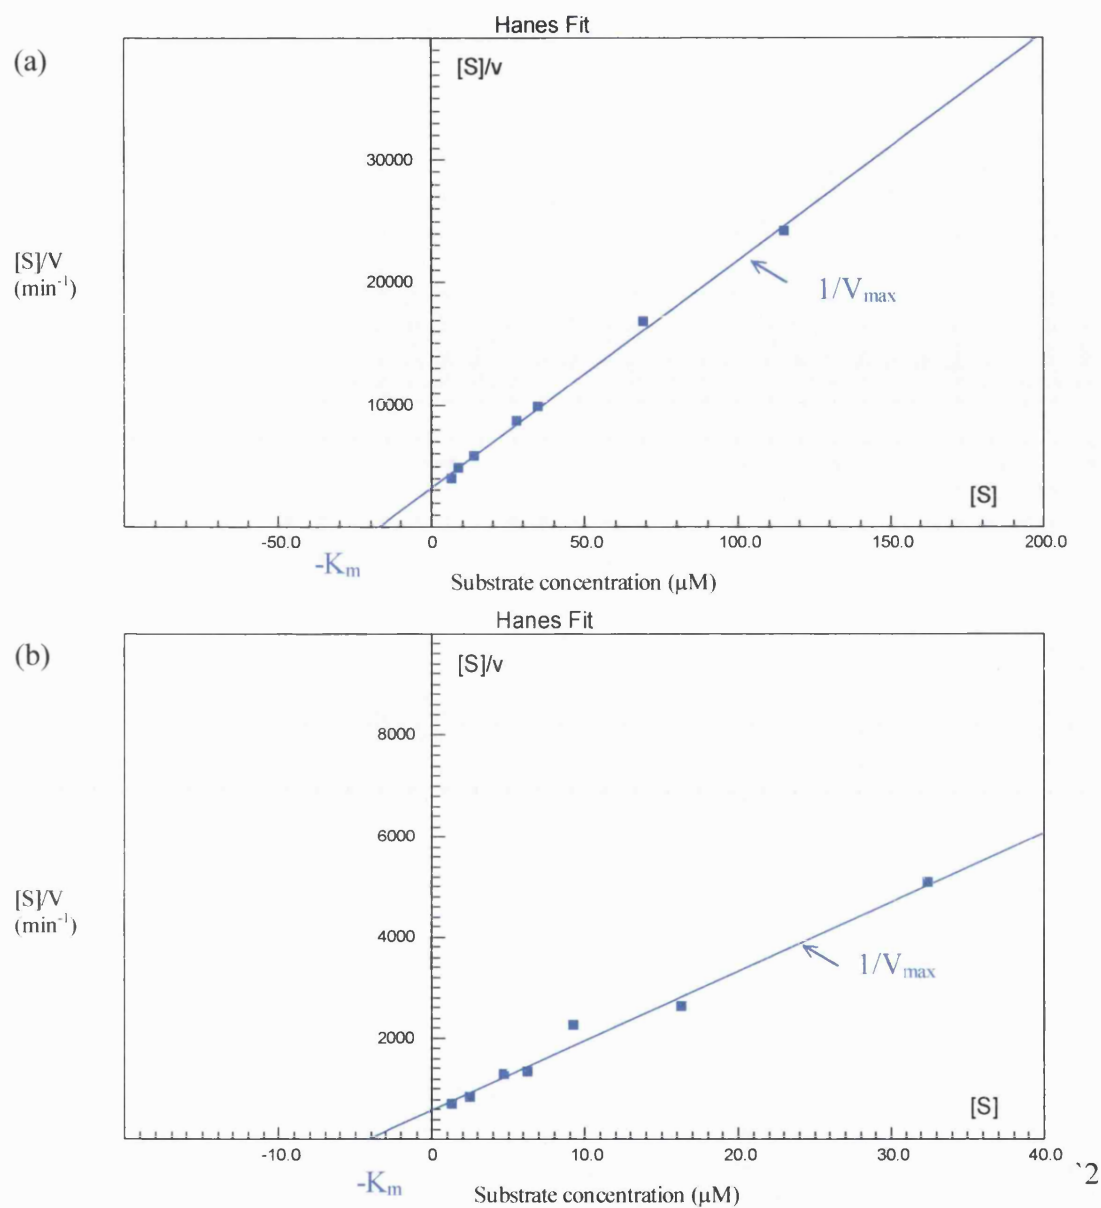 Hanes Fit
(a)
[S]/v
30000
[S]/V
(min⁻¹)
20000
1/Vmax
10000
[S]
-50.0 0 50.0 100.0 150.0 200.0
-Km
Substrate concentration (μM)
Hanes Fit
(b)
[S]/v
8000
6000
[S]/V
(min⁻¹)
4000
1/Vmax
2000
[S]
-10.0 0 10.0 20.0 30.0 40.0
`2
-Km
Substrate concentration (μM)